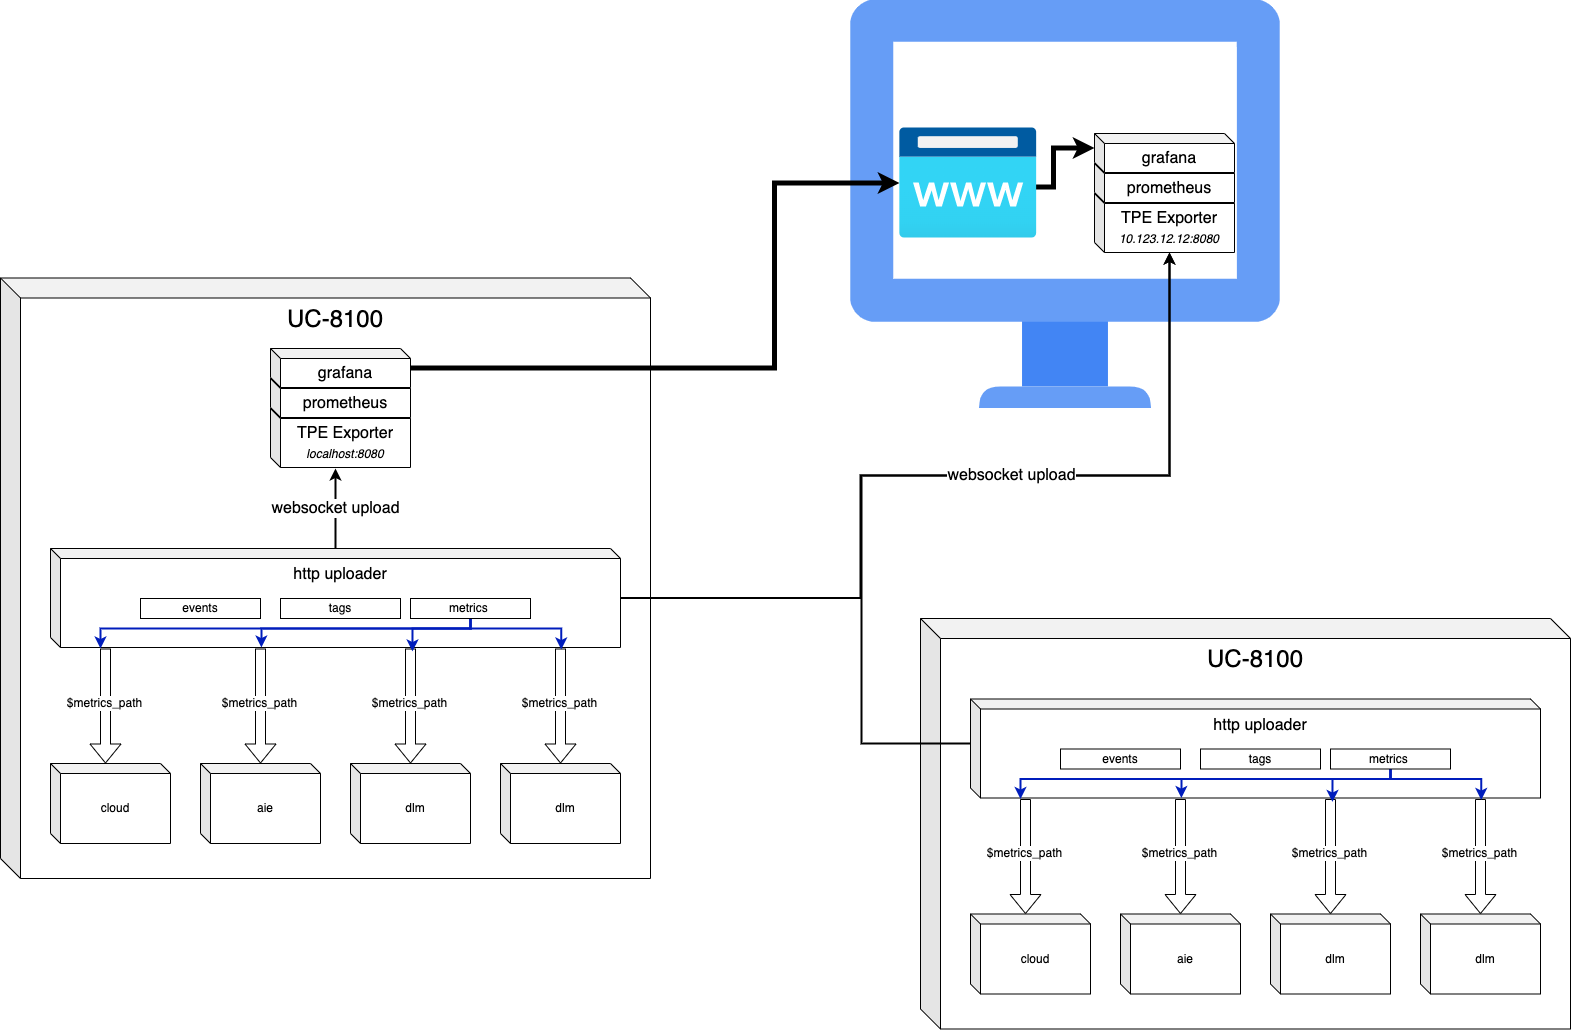 www
grafana
prometheus
TPE Exporter
10.123.12.12:8080
UC-8100
grafana
prometheus
TPE Exporter
localhost:8080
websocket upload
websocket upload
http uploader
events
tags
metrics
$metrics_path
$metrics_path
$metrics_path
$metrics_path
cloud
aie
dlm
dlm
UC-8100
http uploader
events
tags
metrics
$metrics_path
$metrics_path
$metrics_path
$metrics_path
cloud
aie
dlm
dlm